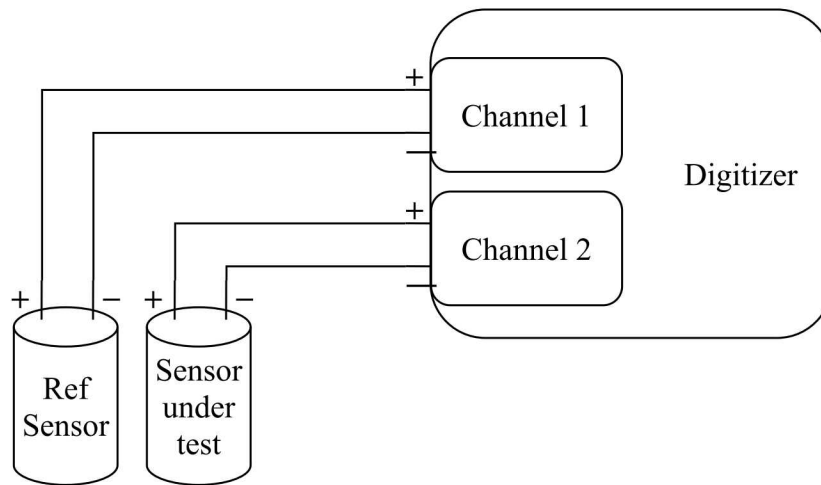 +
Channel 1
—
Digitizer
+
Channel 2
—
+ −
+ −
Ref
Sensor
Sensor
under
test